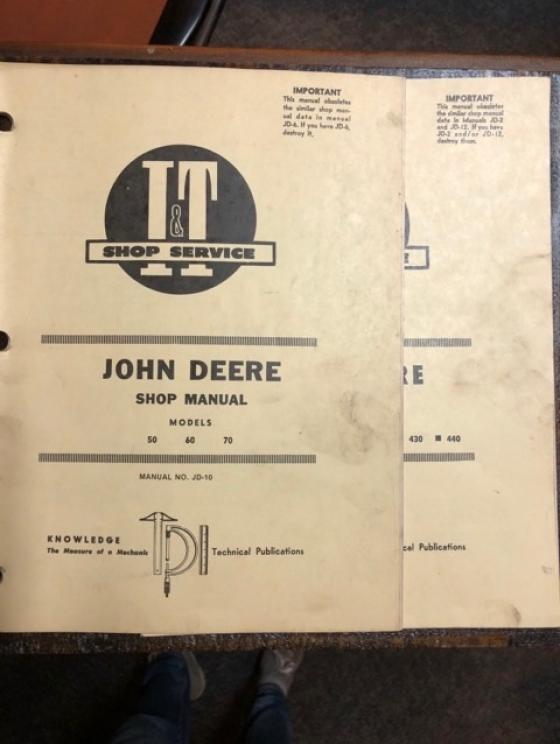 IMPORTANT
This manual obsoletes
the similar shop man-
ual data in manual
JD-6. If you have JD-6,
destroy it.
I&T
SHOP SERVICE
JOHN DEERE
SHOP MANUAL
MODELS
50 60 70
MANUAL NO. JD-10
KNOWLEDGE
The Measure of a Mechanic
Technical Publications
IMPORTANT
This manual obsoletes
the similar shop manual
data in Manuals JD-2
and JD-12. If you have
JD-2 and/or JD-12,
destroy them.
E
RE
430 ■ 440
cal Publications